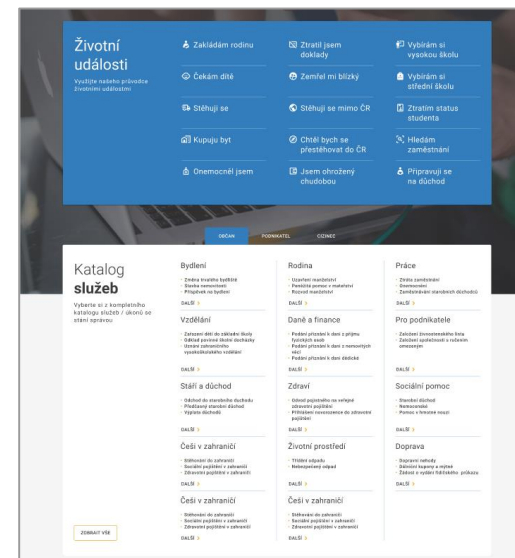 Životní
události
Využijte našeho průvodce
životními událostmi
Zakládám rodinu
Čekám dítě
Stěhuji se
Kupuju byt
Onemocněl jsem
Ztratil jsem
doklady
Zemřel mi blízký
Stěhuji se mimo ČR
Chtěl bych se
přestěhovat do ČR
Jsem ohrožený
chudobou
Vybírám si
vysokou školu
Vybírám si
střední školu
Ztratím status
studenta
Hledám
zaměstnání
Připravuji se
na důchod
OBČAN
PODNIKATEL
CIZINEC
Katalog
služeb
Vyberte si z kompletního
katalogu služeb / úkonů se
státní správou
Bydlení
Změna trvalého bydliště
Stavba nemovitosti
Příspěvek na bydlení
DALŠÍ >
Rodina
Uzavření manželství
Peněžitá pomoc v mateřství
Rozvod manželství
DALŠÍ >
Práce
Ztráta zaměstnání
Onemocnění
Zaměstnávání starobních důchodců
DALŠÍ >
Vzdělání
Zařazení dětí do základní školy
Odklad povinné školní docházky
Uznání zahraničního
vysokoškolského vzdělání
DALŠÍ >
Daně a finance
Podání přiznání k dani z příjmu
fyzických osob
Podání přiznání k dani z nemovitých
věcí
Podání přiznání k dani dědické
DALŠÍ >
Pro podnikatele
Založení živnostenského listu
Založení společnosti s ručením
omezeným
DALŠÍ >
Stáří a důchod
Odchod do starobního důchodu
Předčasný starobní důchod
Výplata důchodů
DALŠÍ >
Zdraví
Odvod pojistného na veřejné
zdravotní pojištění
Přihlášení novorozence do zdravotní
pojištění
DALŠÍ >
Sociální pomoc
Starobní důchod
Nemocenské
Pomoc v hmotné nouzi
DALŠÍ >
Češi v zahraničí
Stěhování do zahraničí
Sociální pojištění v zahraničí
Zdravotní pojištění v zahraničí
DALŠÍ >
Životní prostředí
Třídění odpadu
Nebezpečný odpad
DALŠÍ >
Doprava
Dopravní nehody
Dálniční kupony a mýtné
Žádost o vydání řidičského průkazu
DALŠÍ >
Češi v zahraničí
Stěhování do zahraničí
Sociální pojištění v zahraničí
Zdravotní pojištění v zahraničí
DALŠÍ >
Češi v zahraničí
Stěhování do zahraničí
Sociální pojištění v zahraničí
Zdravotní pojištění v zahraničí
DALŠÍ >
ZOBRAZIT VŠE